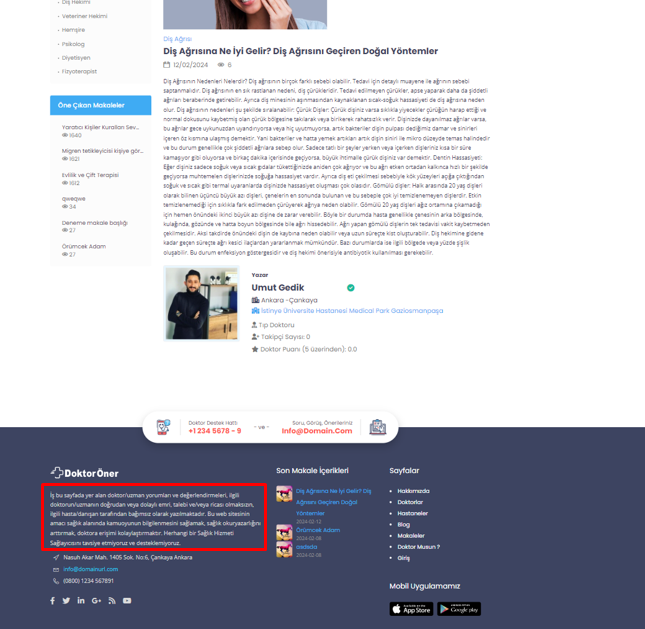 Diş Hekimi
Veteriner Hekimi
Hemşire
Psikolog
Diyetisyen
Fizyoterapist
Öne Çıkan Makaleler
Yaratıcı Kişiler Kuralları Sev...
1640
Migren tetikleyicisi kişiye gör...
1621
Evlilik ve Çift Terapisi
1612
qweqwe
34
Deneme makale başlığı
27
Örümcek Adam
27
Diş Ağrısı
Diş Ağrısına Ne İyi Gelir? Diş Ağrısını Geçiren Doğal Yöntemler
12/02/2024 6
Diş Ağrısının Nedenleri Nelerdir? Diş ağrısının birçok farklı sebebi olabilir. Tedavi için detaylı muayene ile ağrının sebebi
saptanmaktadır. Diş ağrısının en sık rastlanan nedeni, diş çürükleridir. Tedavi edilmeyen çürükler, apse yaparak daha da şiddetli
ağrıları beraberinde getirebilir. Ayrıca diş minesinin aşınmasından kaynaklanan sıcak-soğuk hassasiyeti de diş ağrısına neden
olur. Diş ağrısının nedenleri şu şekilde sıralanabilir: Çürük Dişler: Çürük dişiniz varsa sıklıkla yiyecekler çürüğün harap ettiği ve
normal dokusunu kaybetmiş olan çürük bölgesine takılarak veya birikerek rahatsızlık verir. Dişinizde dayanılmaz ağrılar varsa,
bu ağrılar gece uykunuzdan uyandırıyorsa veya hiç uyutmuyorsa, artık bakteriler dişin pulpası dediğimiz damar ve sinirleri
içeren öz kısmına ulaşmış demektir. Yani bakteriler ve hatta yemek artıkları artık dişin siniri ile mikro düzeyde temas halindedir
ve bu durum genellikle çok şiddetli ağrılara sebep olur. Sadece tatlı bir şeyler yerken veya içerken dişleriniz kısa bir süre
kamaşıyor gibi oluyorsa ve birkaç dakika içerisinde geçiyorsa, büyük ihtimalle çürük dişiniz var demektir. Dentin Hassasiyeti:
Eğer dişiniz sadece soğuk veya sıcak gıdalar tükettiğinizde aniden çok ağrıyor ve bu ağrı etken ortadan kalkınca hızlı bir şekilde
geçiyorsa muhtemelen dişlerinizde soğuğa hassasiyet vardır. Ayrıca diş eti çekilmesi sebebiyle kök yüzeyleri açığa çıktığından
soğuk ve sıcak gibi termal uyaranlarda dişinizde hassasiyet oluşması çok olasıdır. Gömülü dişler: Halk arasında 20 yaş dişleri
olarak bilinen üçüncü büyük azı dişleri, çenelerin en sonunda bulunan ve bu sebeple çok iyi temizlenemeyen dişlerdir. Etkin
temizlenemediği için sıklıkla fark edilmeden çürüyerek ağrıya neden olabilir. Gömülü 20 yaş dişleri ağız ortamına çıkamadığı
için hemen önündeki ikinci büyük azı dişine de zarar verebilir. Böyle bir durumda hasta genellikle çenesinin arka bölgesinde,
kulağında, gözünde ve hatta boyun bölgesinde bile ağrı hissedebilir. Ağrı yapan gömülü dişlerin tek tedavisi vakit kaybetmeden
çekilmesidir. Aksi takdirde önündeki dişin de kaybına neden olabilir veya uzun süreçte kist oluşturabilir. Diş hekimine gidene
kadar geçen süreçte ağrı kesici ilaçlardan yararlanmak mümkündür. Bazı durumlarda ise ilgili bölgede veya yüzde şişlik
oluşabilir. Bu durum enfeksiyon göstergesidir ve diş hekimi önerisiyle antibiyotik kullanılması gerekebilir.
Yazar
Umut Gedik
Ankara -Çankaya
İstinye Üniversite Hastanesi Medical Park Gaziosmanpaşa
Tıp Doktoru
Takipçi Sayısı: 0
Doktor Puanı (5 üzerinden): 0.0
Doktor Destek Hattı
+1 234 5678 - 9
- ve -
Soru, Görüş, Önerileriniz
Info@Domain.Com
DoktorÖner
İş bu sayfada yer alan doktor/uzman yorumları ve değerlendirmeleri, ilgili
doktorun/uzmanın doğrudan veya dolaylı emri, talebi ve/veya rıcası olmaksızın,
ilgili hasta/danışan tarafından bağımsız olarak yazılmaktadır. Bu web sitesinin
amacı sağlık alanında kamuoyunun bilgilenmesini sağlamak, sağlık okuryazarlığını
arttırmak, doktora erişimi kolaylaştırmaktır. Herhangi bir Sağlık Hizmeti
Sağlayıcısını tavsiye etmiyoruz ve desteklemiyoruz.
Nasuh Akar Mah. 1405 Sok. No:6, Çankaya Ankara
info@domainurl.com
(0800) 1234 567891
Son Makale İçerikleri
Diş Ağrısına Ne İyi Gelir? Diş
Ağrısını Geçiren Doğal
Yöntemler
2024-02-12
Örümcek Adam
2024-02-08
asdsda
2024-02-08
Sayfalar
Hakkımızda
Doktorlar
Hastaneler
Blog
Makaleler
Doktor Musun ?
Giriş
Mobil Uygulamamız
App Store
Google play